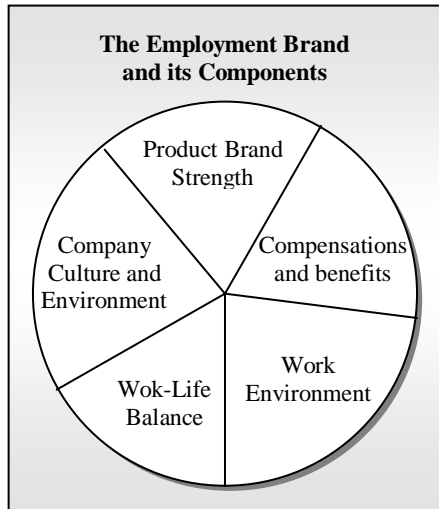 The Employment Brand
and its Components
Product Brand
Strength
Compensations
and benefits
Work
Environment
Wok-Life
Balance
Company
Culture and
Environment